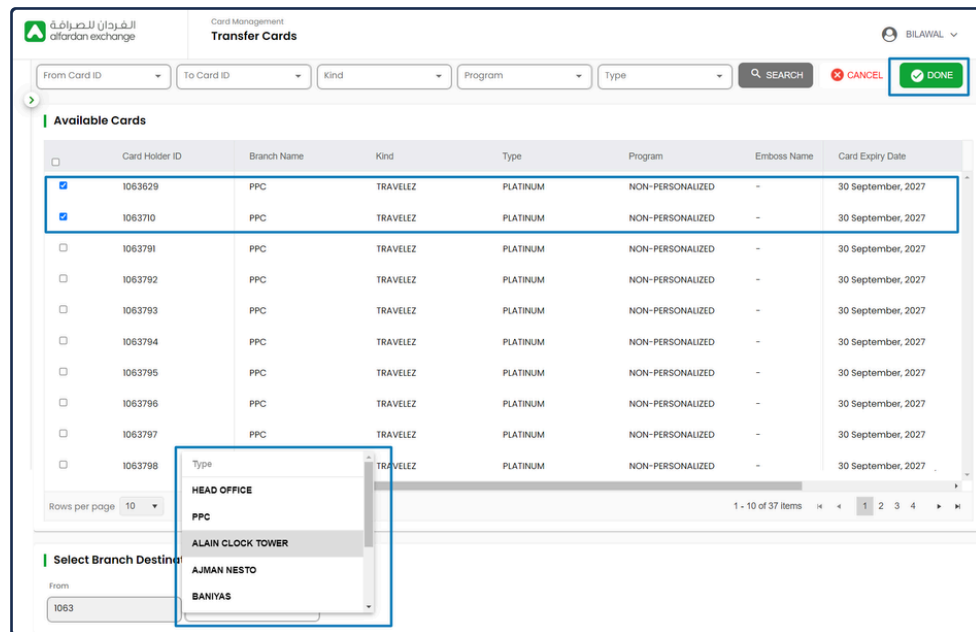 الفردان للصرافة
alfardan exchange
Card Management
Transfer Cards
BILAWAL
From Card ID
To Card ID
Kind
Program
Type
SEARCH
CANCEL
DONE
Available Cards
Card Holder ID Branch Name Kind Type Program Emboss Name Card Expiry Date
1063629 PPC TRAVELEZ PLATINUM NON-PERSONALIZED - 30 September, 2027
1063710 PPC TRAVELEZ PLATINUM NON-PERSONALIZED - 30 September, 2027
1063791 PPC TRAVELEZ PLATINUM NON-PERSONALIZED - 30 September, 2027
1063792 PPC TRAVELEZ PLATINUM NON-PERSONALIZED - 30 September, 2027
1063793 PPC TRAVELEZ PLATINUM NON-PERSONALIZED - 30 September, 2027
1063794 PPC TRAVELEZ PLATINUM NON-PERSONALIZED - 30 September, 2027
1063795 PPC TRAVELEZ PLATINUM NON-PERSONALIZED - 30 September, 2027
1063796 PPC TRAVELEZ PLATINUM NON-PERSONALIZED - 30 September, 2027
1063797 PPC TRAVELEZ PLATINUM NON-PERSONALIZED - 30 September, 2027
1063798 TRAVELEZ PLATINUM NON-PERSONALIZED - 30 September, 2027
Type
HEAD OFFICE
PPC
ALAIN CLOCK TOWER
AJMAN NESTO
BANIYAS
Rows per page 10
1 - 10 of 37 items 1 2 3 4
Select Branch
From
1063